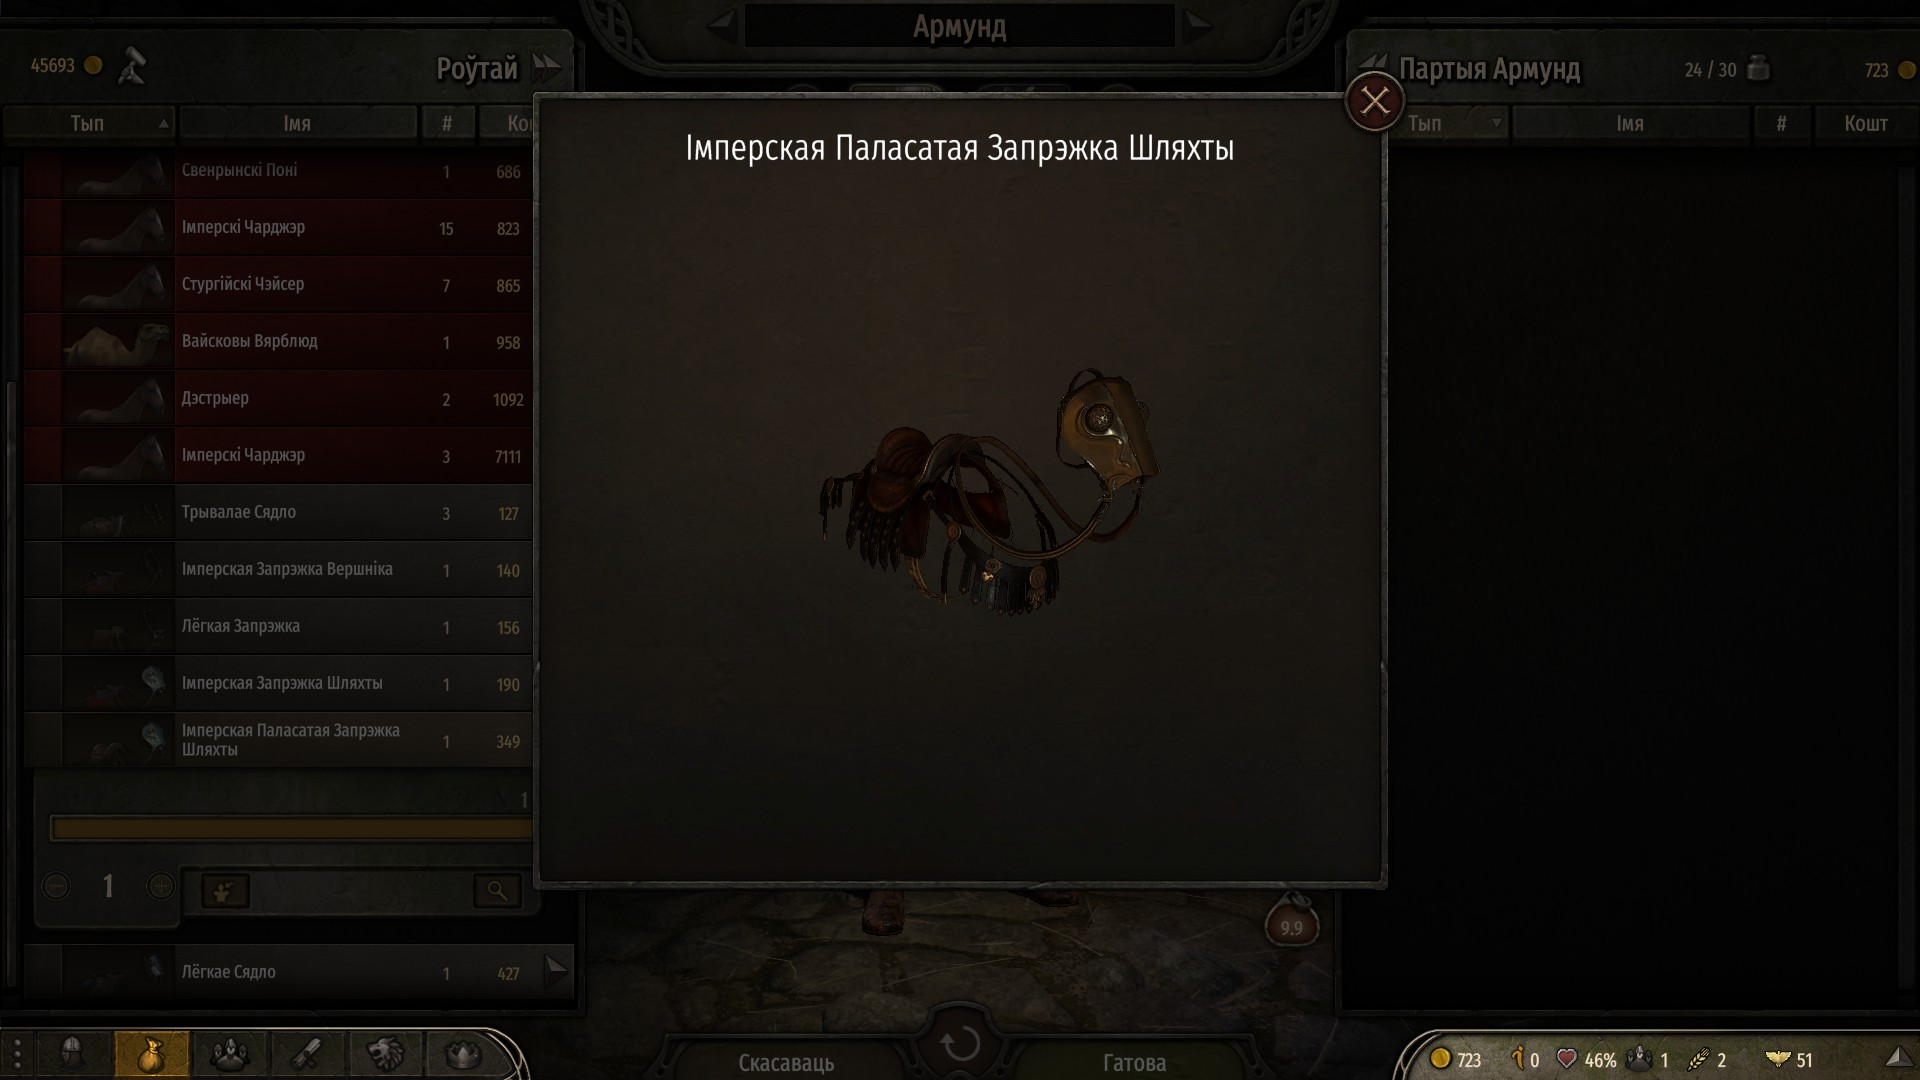 Армунд
45693
Роўтай
Тып
Імя
#
Свенрынскі Поні
1
686
Імперскі Чарджэр
15
823
Стургійскі Чэйсер
7
865
Вайсковы Вярблюд
1
958
Дэстрыер
2
1092
Імперскі Чарджэр
3
7111
Трывалае Сядло
3
127
Імперская Запрэжка Вершніка
1
140
Лёгкая Запрэжка
1
156
Імперская Запрэжка Шляхты
1
190
Імперская Паласатая Запрэжка
Шляхты
1
349
1
1
Лёгкае Сядло
1
427
Імперская Паласатая Запрэжка Шляхты
9.9
Скасаваць
Гатова
Партыя Армунд
24 / 30
723
Тып
Імя
#
Кошт
723
0
46%
1
2
51